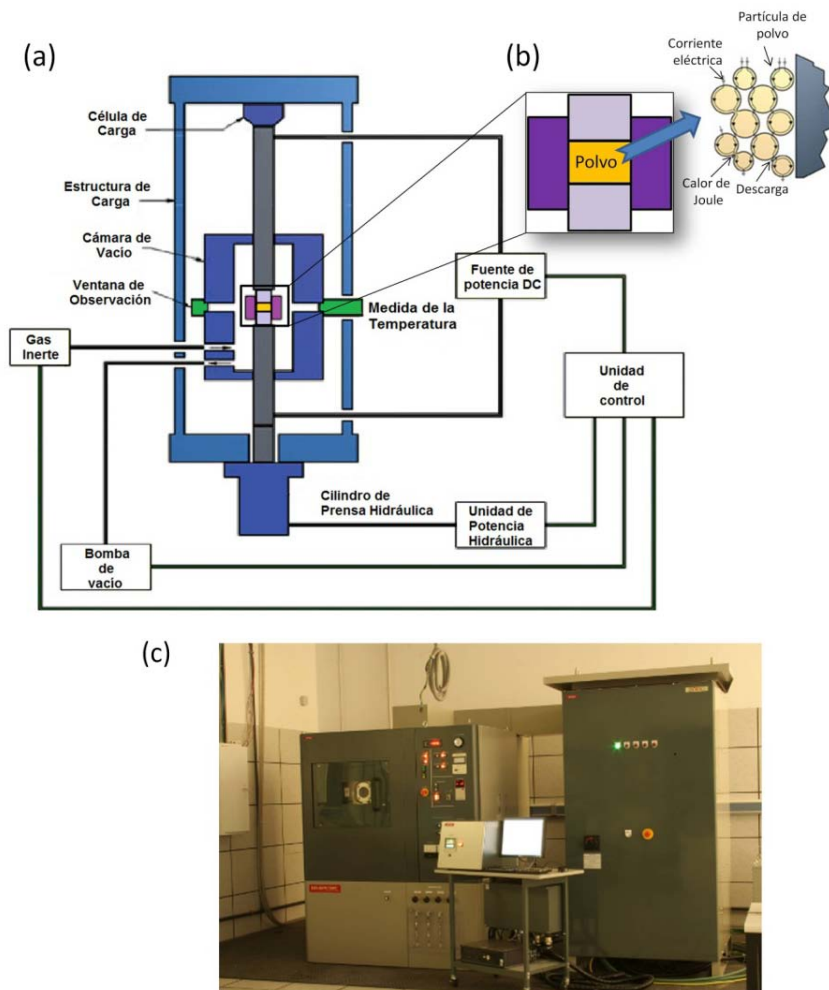 (a)
(b)
Partícula de
polvo
Corriente
eléctrica
Célula de
Carga
Polvo
Calor de
Joule
Descarga
Estructura de
Carga
Cámara de
Vacío
Fuente de
potencia DC
Ventana de
Observación
Medida de la
Temperatura
Gas
Inerte
Unidad
de
control
Cilindro de
Prensa Hidráulica
Unidad de
Potencia
Hidráulica
Bomba
de
vacío
(c)